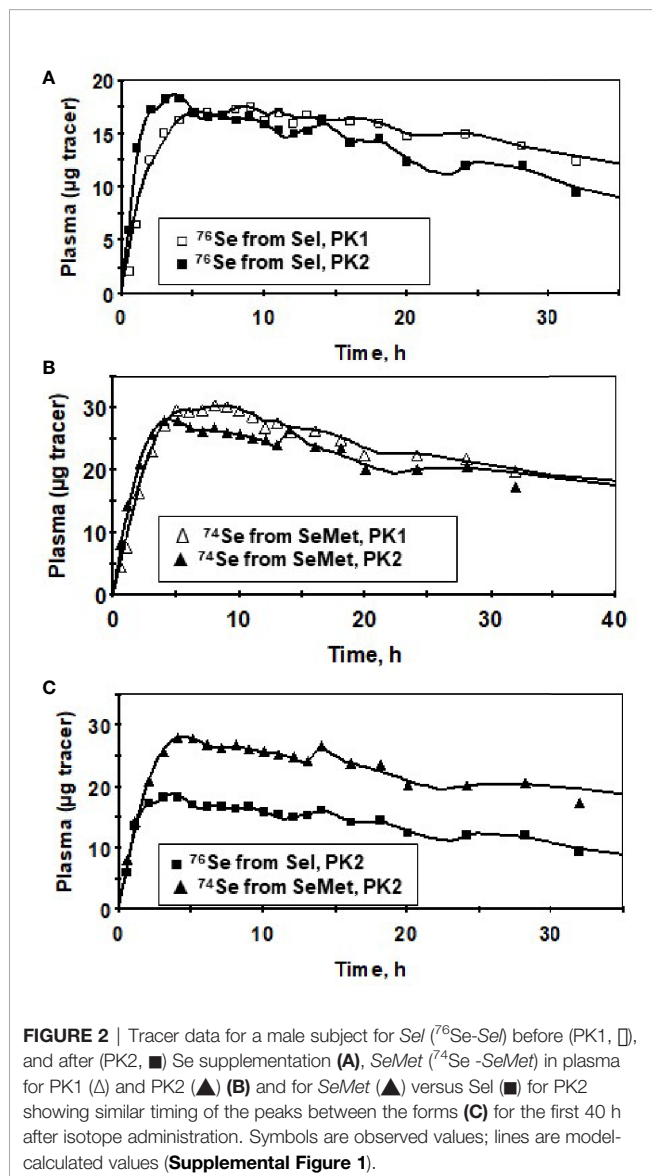 A
20
15
10
5
0
Plasma (µg tracer)
⁷⁶Se from Sel, PK1
⁷⁶Se from Sel, PK2
0 10 20 30
Time, h
B
30
20
10
0
Plasma (µg tracer)
⁷⁴Se from SeMet, PK1
⁷⁴Se from SeMet, PK2
0 10 20 30 40
Time, h
C
30
20
10
0
Plasma (µg tracer)
⁷⁶Se from Sel, PK2
⁷⁴Se from SeMet, PK2
0 10 20 30
Time, h
FIGURE 2 | Tracer data for a male subject for Sel (⁷⁶Se-Sel) before (PK1, ▯),
and after (PK2, ■) Se supplementation (A), SeMet (⁷⁴Se -SeMet) in plasma
for PK1 (Δ) and PK2 (▲) (B) and for SeMet (▲) versus Sel (■) for PK2
showing similar timing of the peaks between the forms (C) for the first 40 h
after isotope administration. Symbols are observed values; lines are model-
calculated values (Supplemental Figure 1).